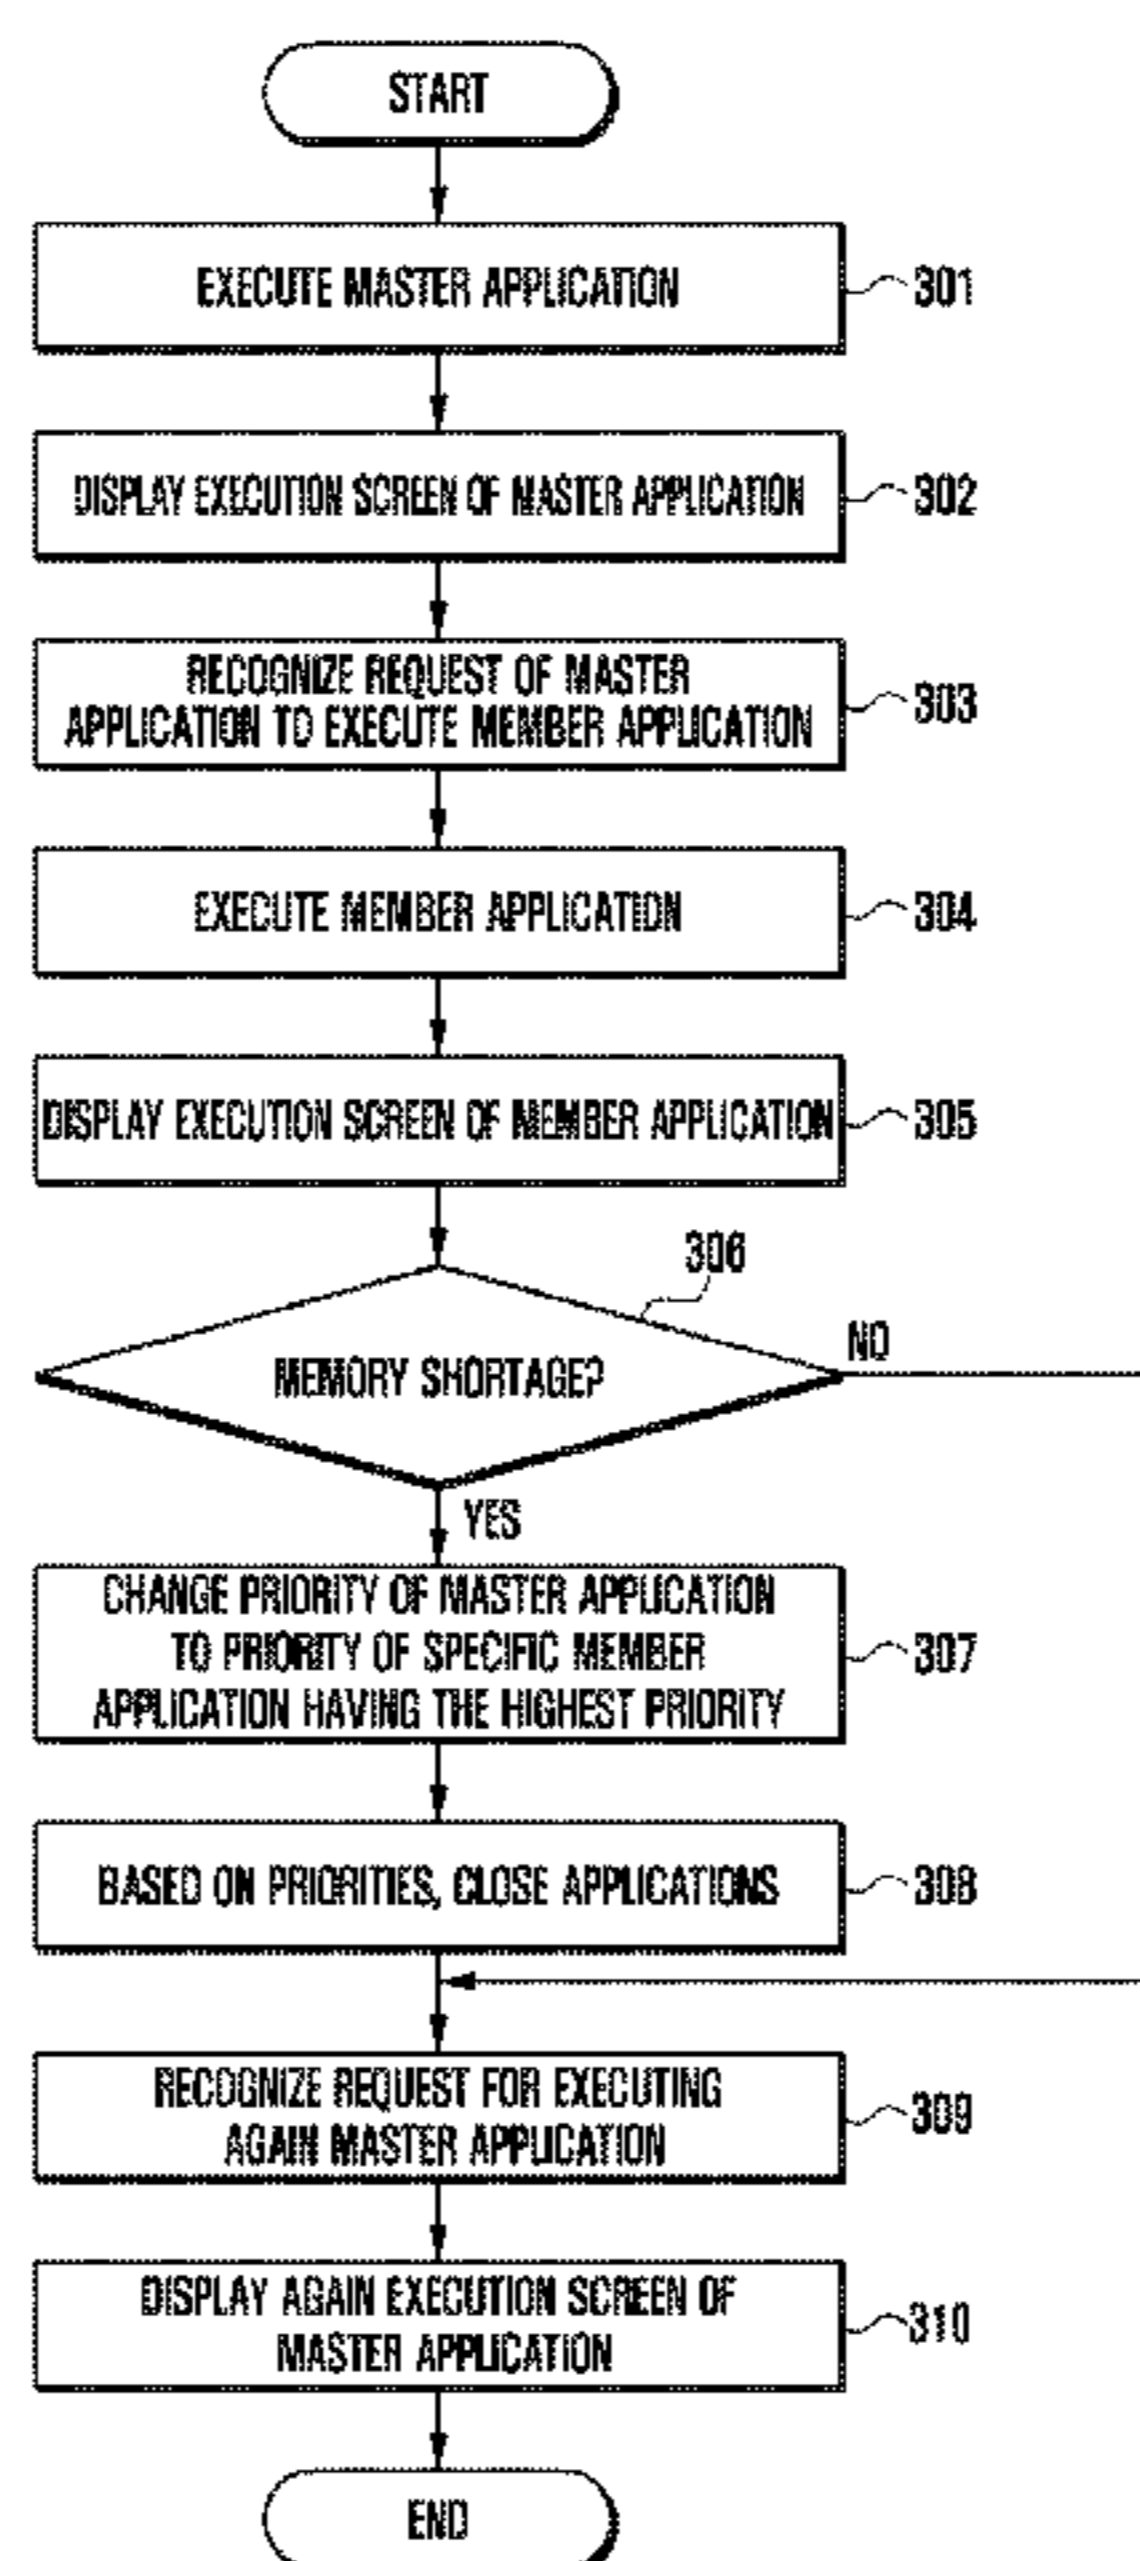 START
EXECUTE MASTER APPLICATION
301
DISPLAY EXECUTION SCREEN OF MASTER APPLICATION
302
RECOGNIZE REQUEST OF MASTER
APPLICATION TO EXECUTE MEMBER APPLICATION
303
EXECUTE MEMBER APPLICATION
304
DISPLAY EXECUTION SCREEN OF MEMBER APPLICATION
305
306
MEMORY SHORTAGE?
NO
YES
CHANGE PRIORITY OF MASTER APPLICATION
TO PRIORITY OF SPECIFIC MEMBER
APPLICATION HAVING THE HIGHEST PRIORITY
307
BASED ON PRIORITIES, CLOSE APPLICATIONS
308
RECOGNIZE REQUEST FOR EXECUTING
AGAIN MASTER APPLICATION
309
DISPLAY AGAIN EXECUTION SCREEN OF
MASTER APPLICATION
310
END